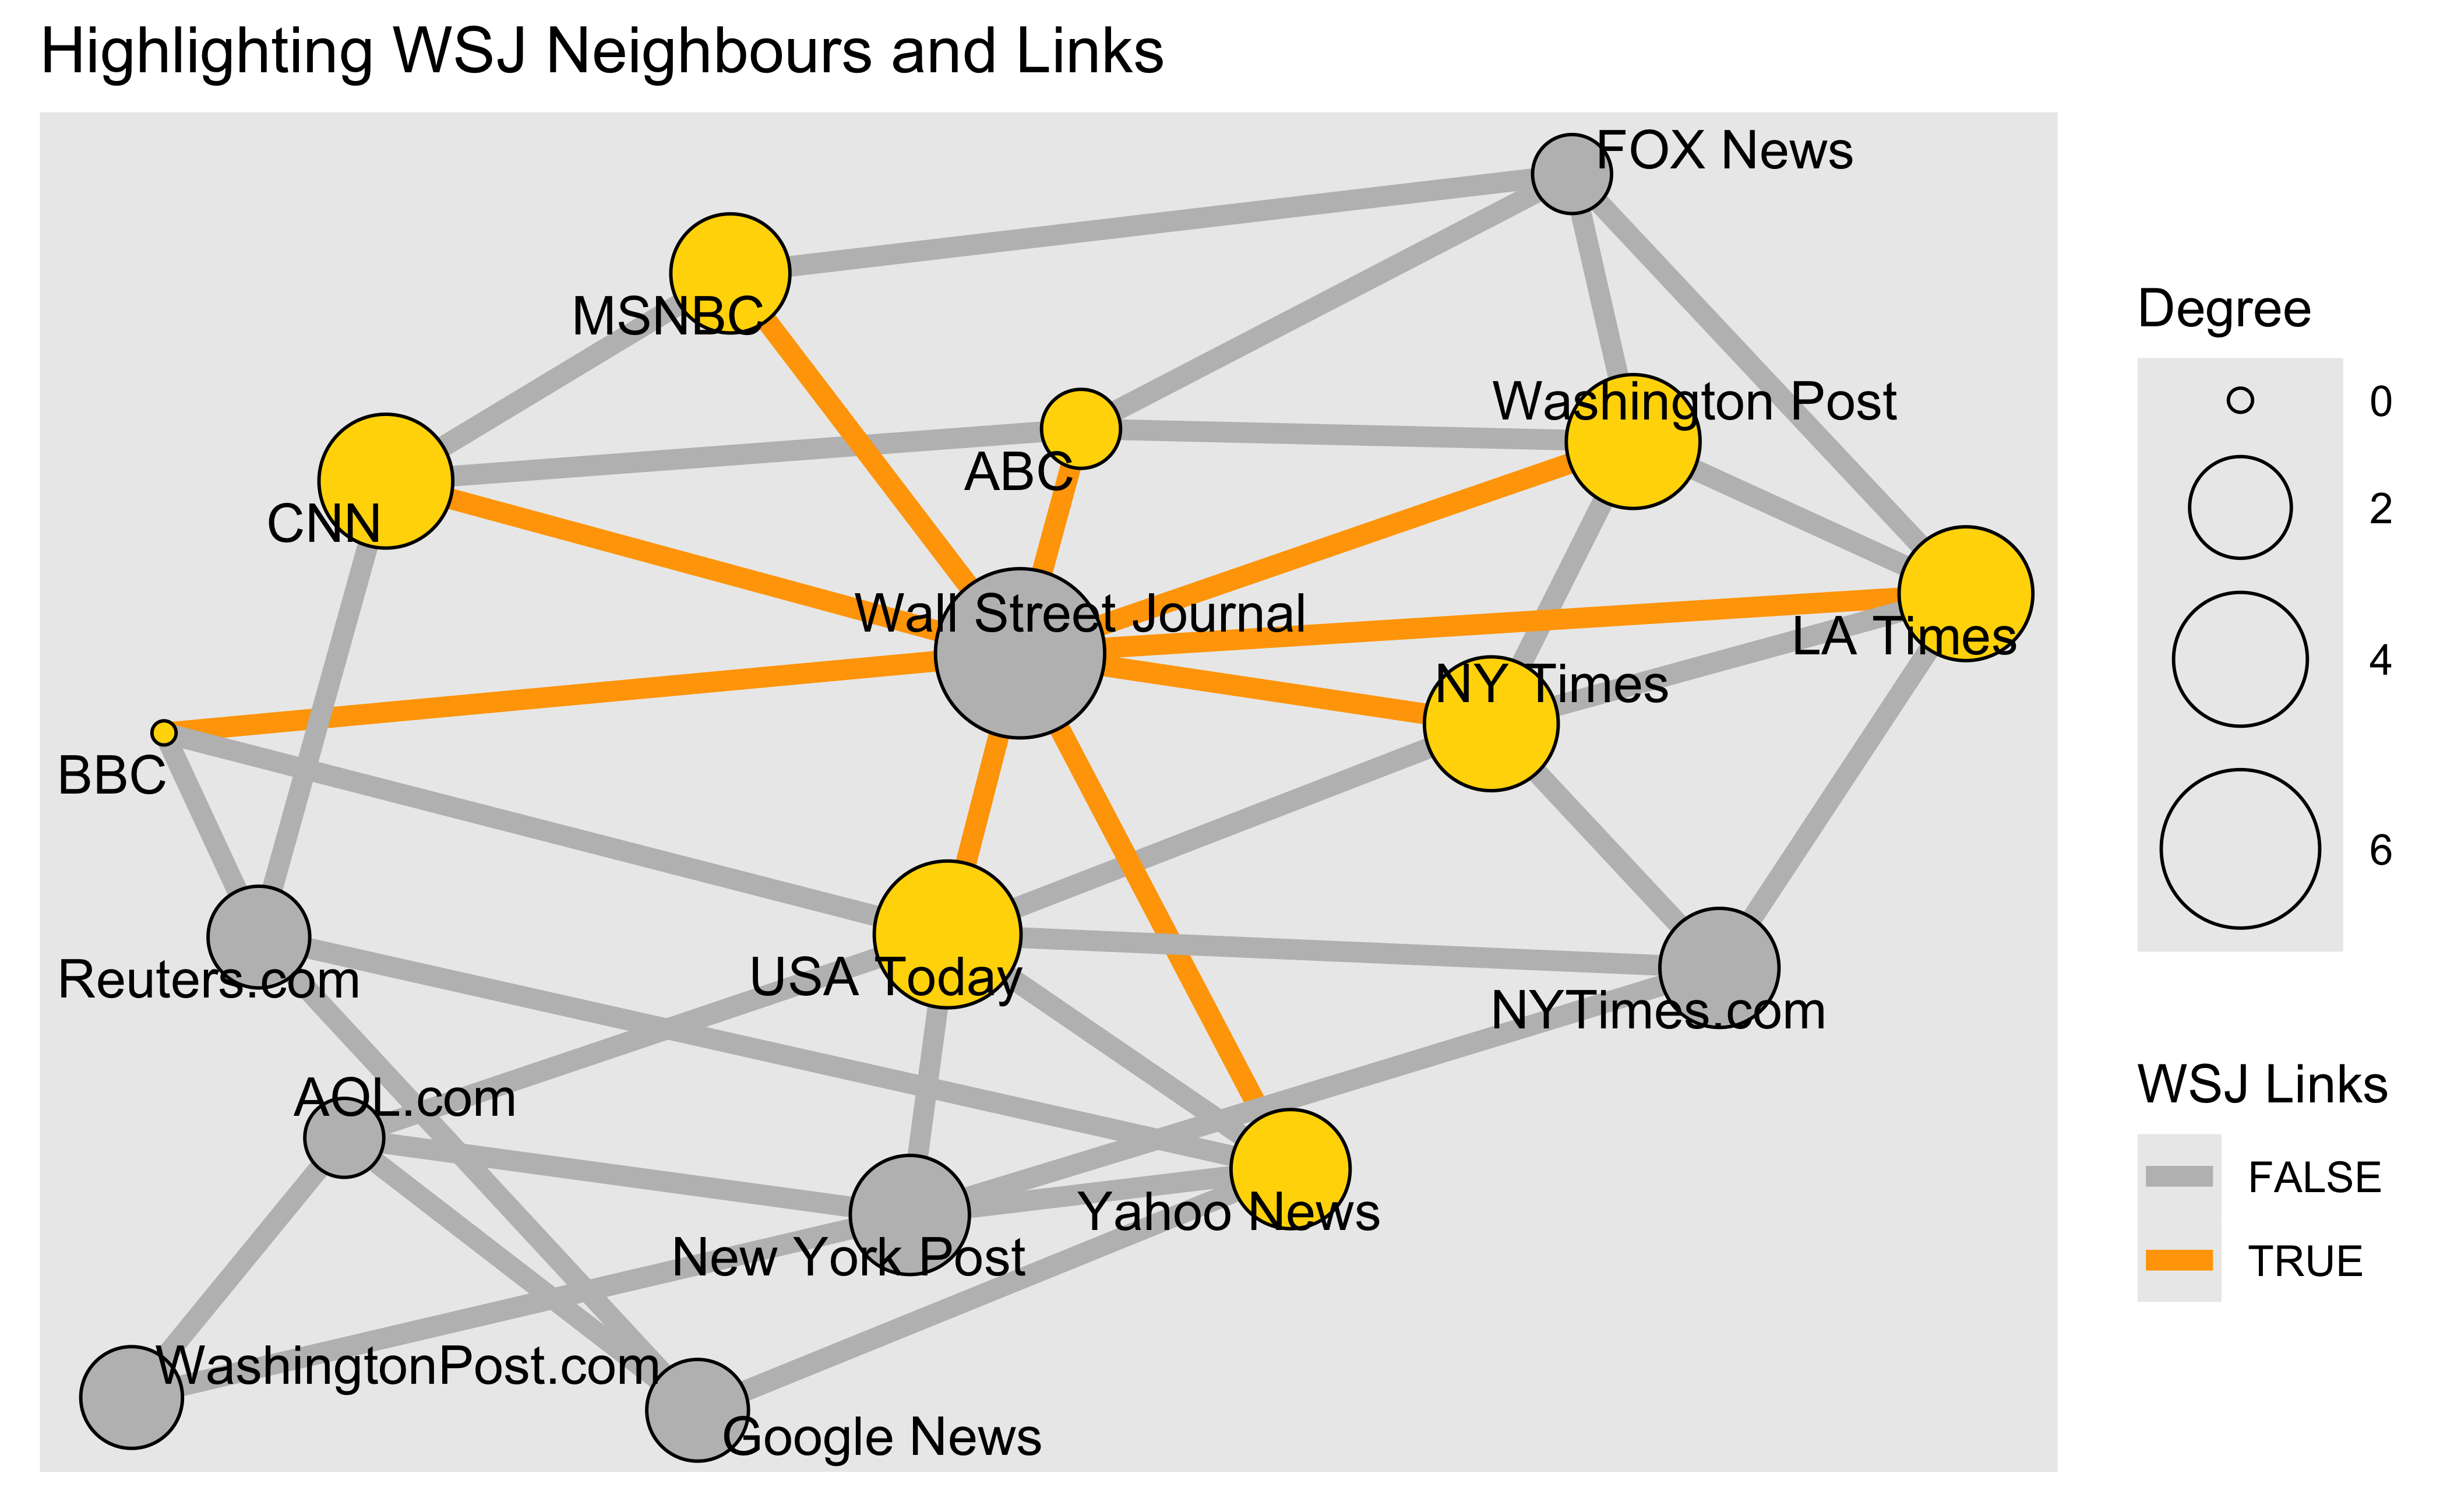 Highlighting WSJ Neighbours and Links
FOX News
MSNBC
Washington Post
ABC
CNN
Wall Street Journal
LA Times
NY Times
BBC
USA Today
Reuters.com
NYTimes.com
AOL.com
Yahoo News
New York Post
WashingtonPost.com
Google News
Degree
0
2
4
6
WSJ Links
FALSE
TRUE